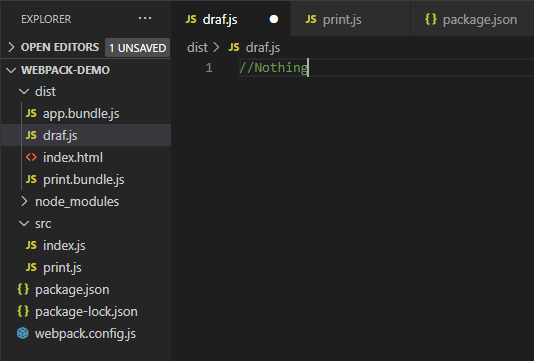 EXPLORER
OPEN EDITORS 1 UNSAVED
WEBPACK-DEMO
dist
JS app.bundle.js
JS draf.js
<> index.html
JS print.bundle.js
node_modules
src
JS index.js
JS print.js
{} package.json
{} package-lock.json
webpack.config.js
JS draf.js
JS print.js
{} package.json
dist > JS draf.js
1 //Nothing